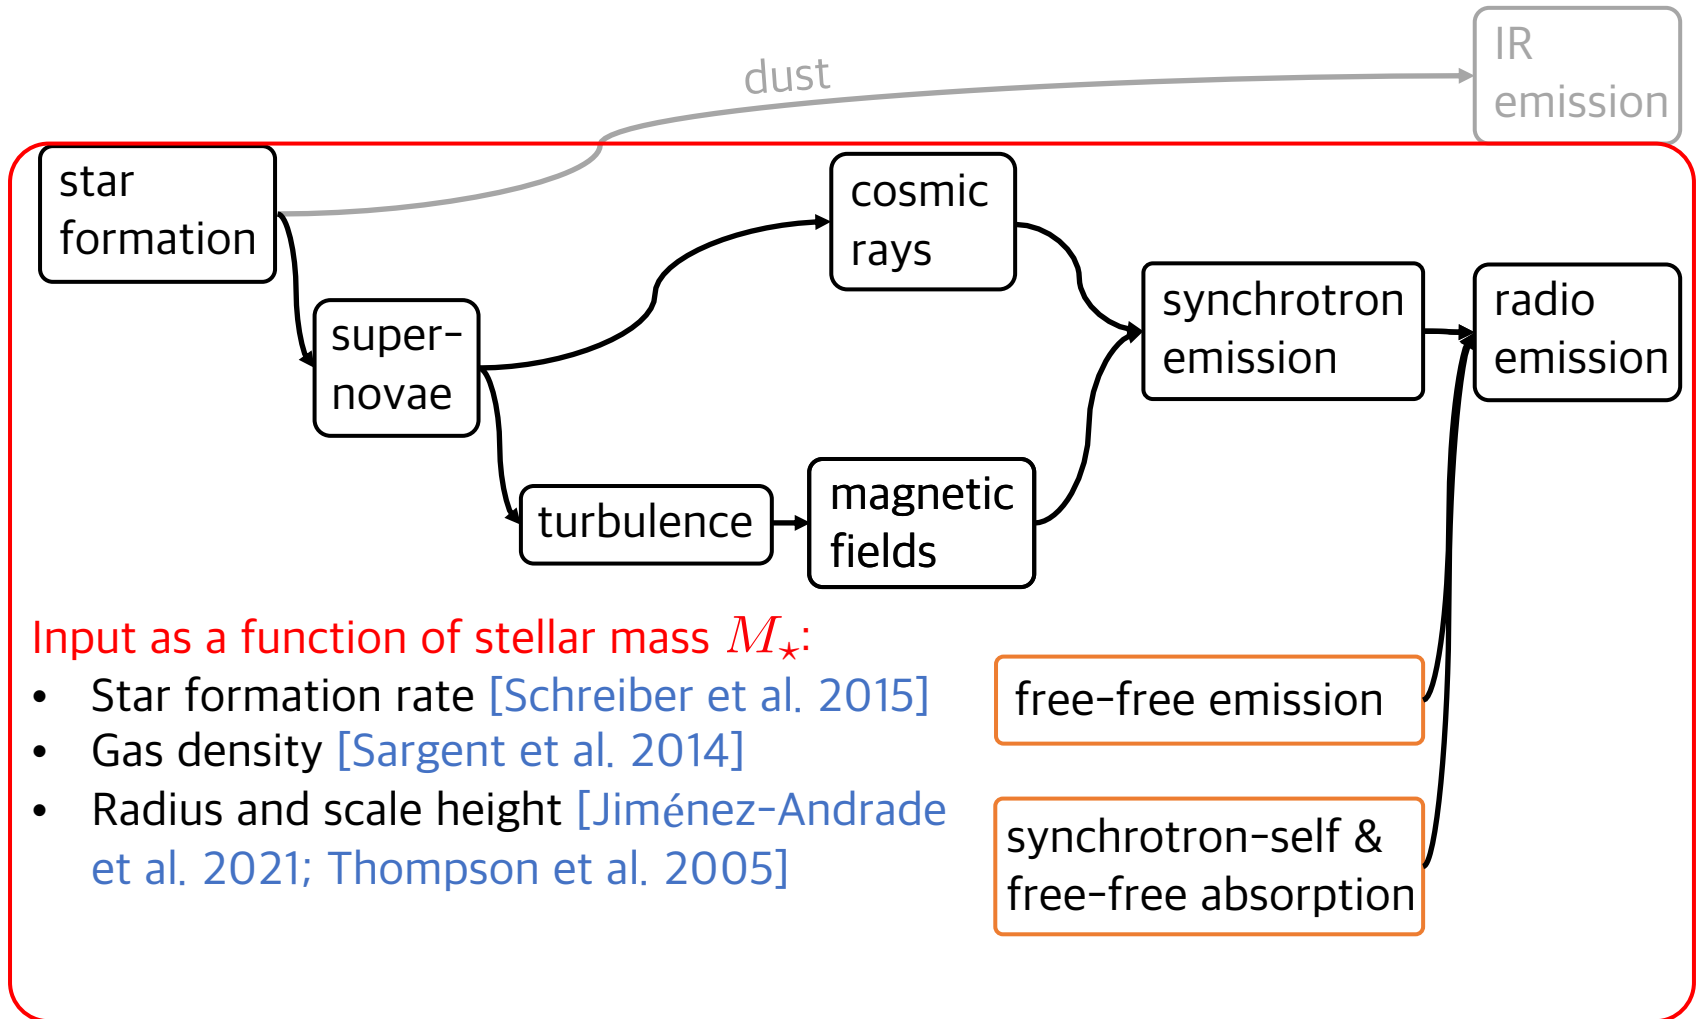 IR
emission
dust
star
formation
cosmic
rays
super-
novae
synchrotron
emission
radio
emission
turbulence
magnetic
fields
Input as a function of stellar mass M⋆:
• Star formation rate [Schreiber et al. 2015]
• Gas density [Sargent et al. 2014]
• Radius and scale height [Jiménez-Andrade
et al. 2021; Thompson et al. 2005]
free-free emission
synchrotron-self &
free-free absorption